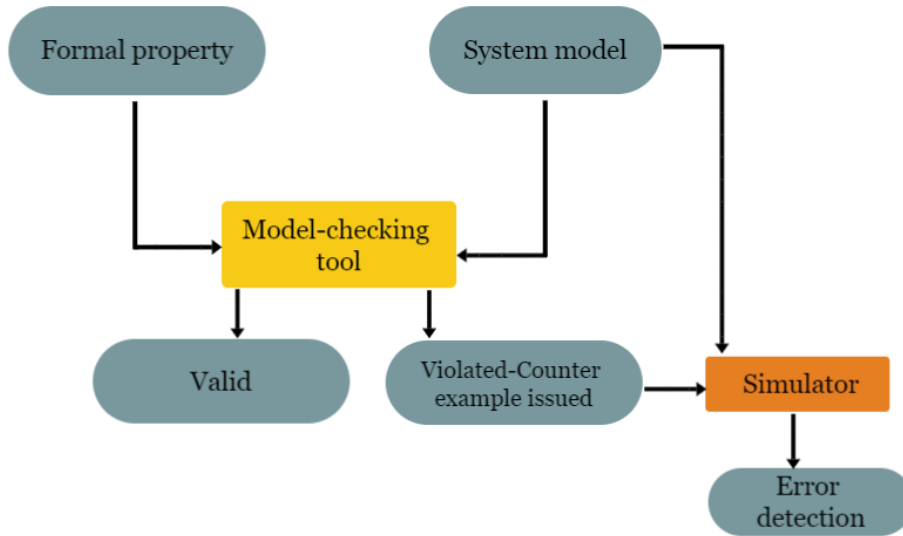 Formal property
System model
Model-checking
tool
Valid
Violated-Counter
example issued
Simulator
Error
detection